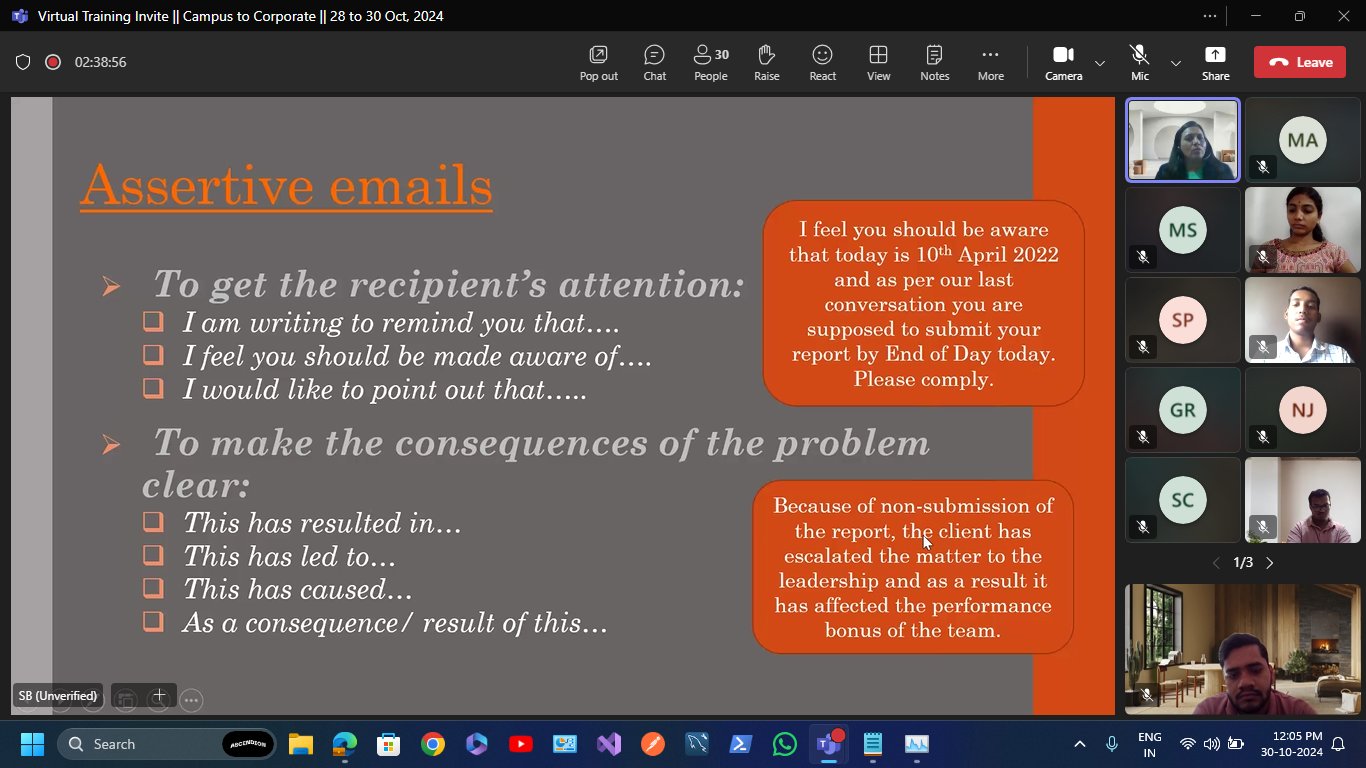 Virtual Training Invite || Campus to Corporate || 28 to 30 Oct, 2024
02:38:56
Pop out
Chat
30
People
Raise
React
View
Notes
More
Camera
Mic
Share
Leave
Assertive emails
To get the recipient’s attention:
I am writing to remind you that….
I feel you should be made aware of….
I would like to point out that…..
I feel you should be aware
that today is 10th April 2022
and as per our last
conversation you are
supposed to submit your
report by End of Day today.
Please comply.
To make the consequences of the problem
clear:
This has resulted in…
This has led to…
This has caused…
As a consequence/ result of this…
Because of non-submission of
the report, the client has
escalated the matter to the
leadership and as a result it
has affected the performance
bonus of the team.
SB (Unverified)
MA
MS
SP
GR
NJ
SC
1/3
Search
ASCENDION
ENG
IN
12:05 PM
30-10-2024